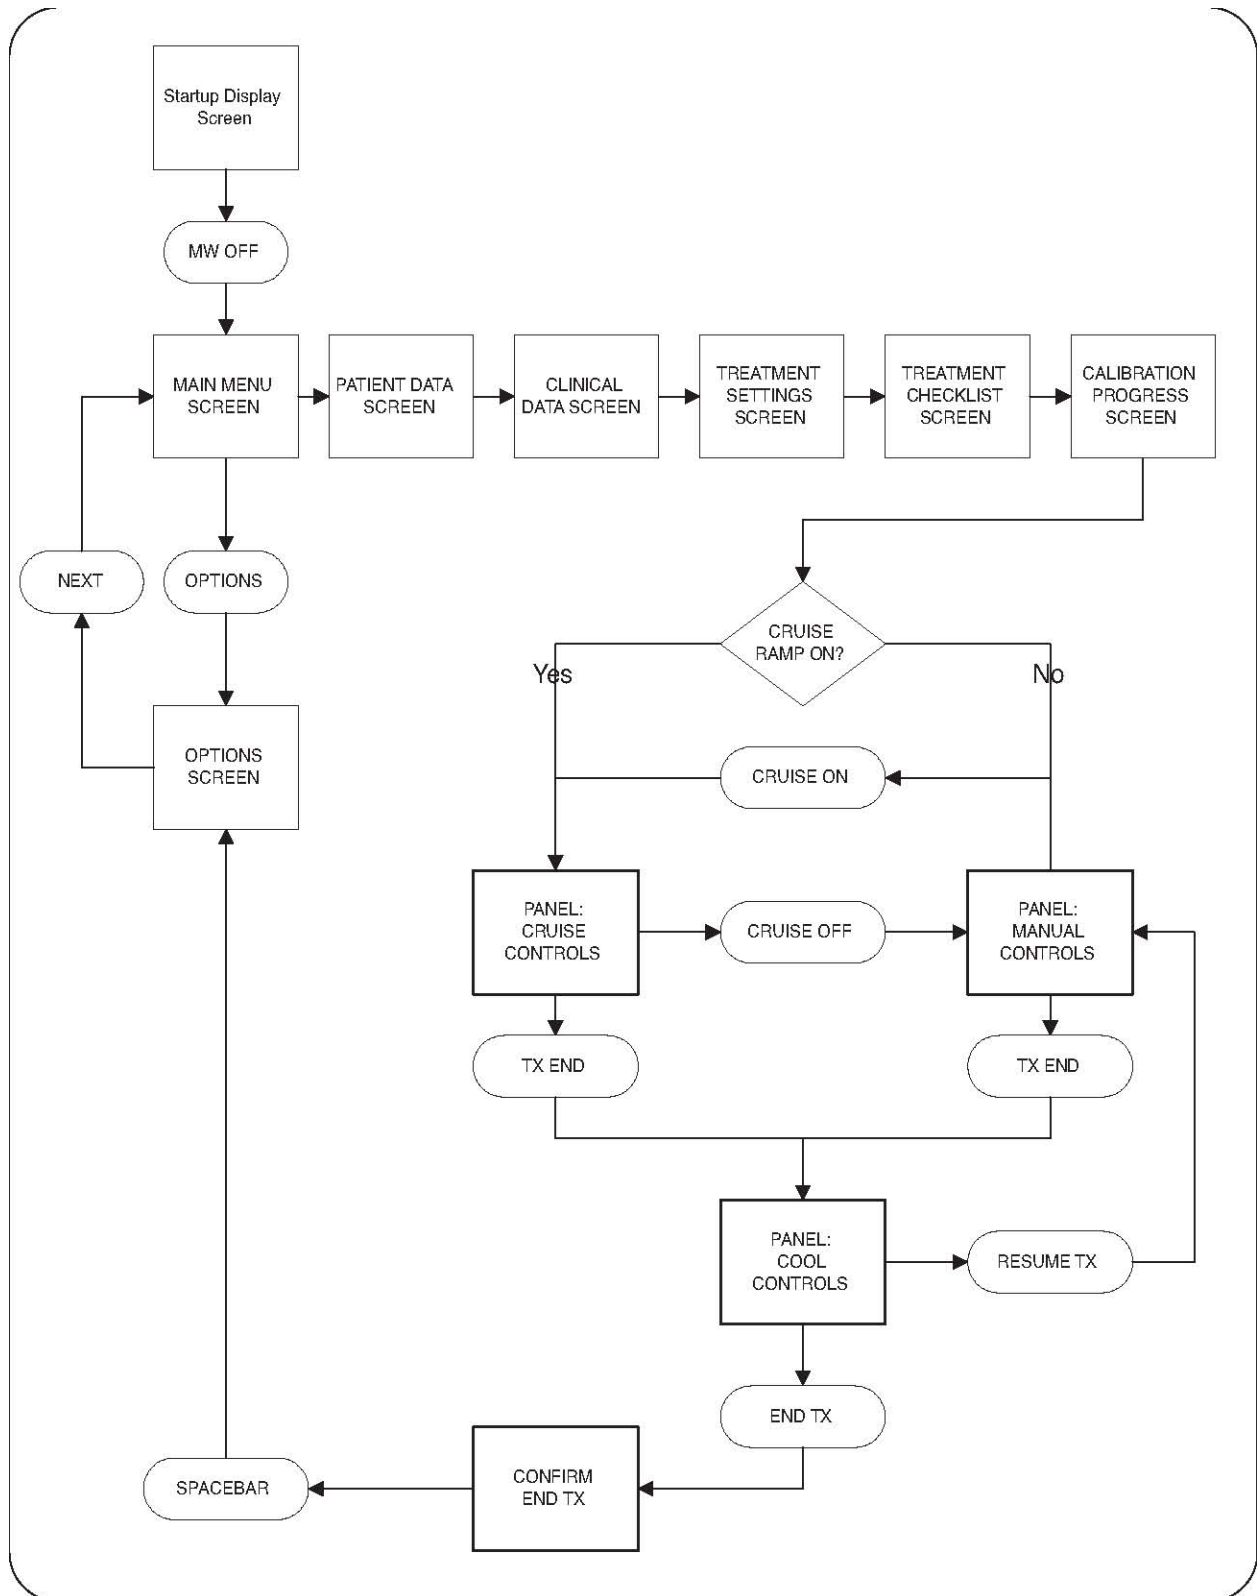 Startup Display
Screen
MW OFF
MAIN MENU
SCREEN
PATIENT DATA
SCREEN
CLINICAL
DATA SCREEN
TREATMENT
SETTINGS
SCREEN
TREATMENT
CHECKLIST
SCREEN
CALIBRATION
PROGRESS
SCREEN
NEXT
OPTIONS
CRUISE
RAMP ON?
Yes
No
OPTIONS
SCREEN
CRUISE ON
PANEL:
CRUISE
CONTROLS
CRUISE OFF
PANEL:
MANUAL
CONTROLS
TX END
TX END
PANEL:
COOL
CONTROLS
RESUME TX
END TX
CONFIRM
END TX
SPACEBAR